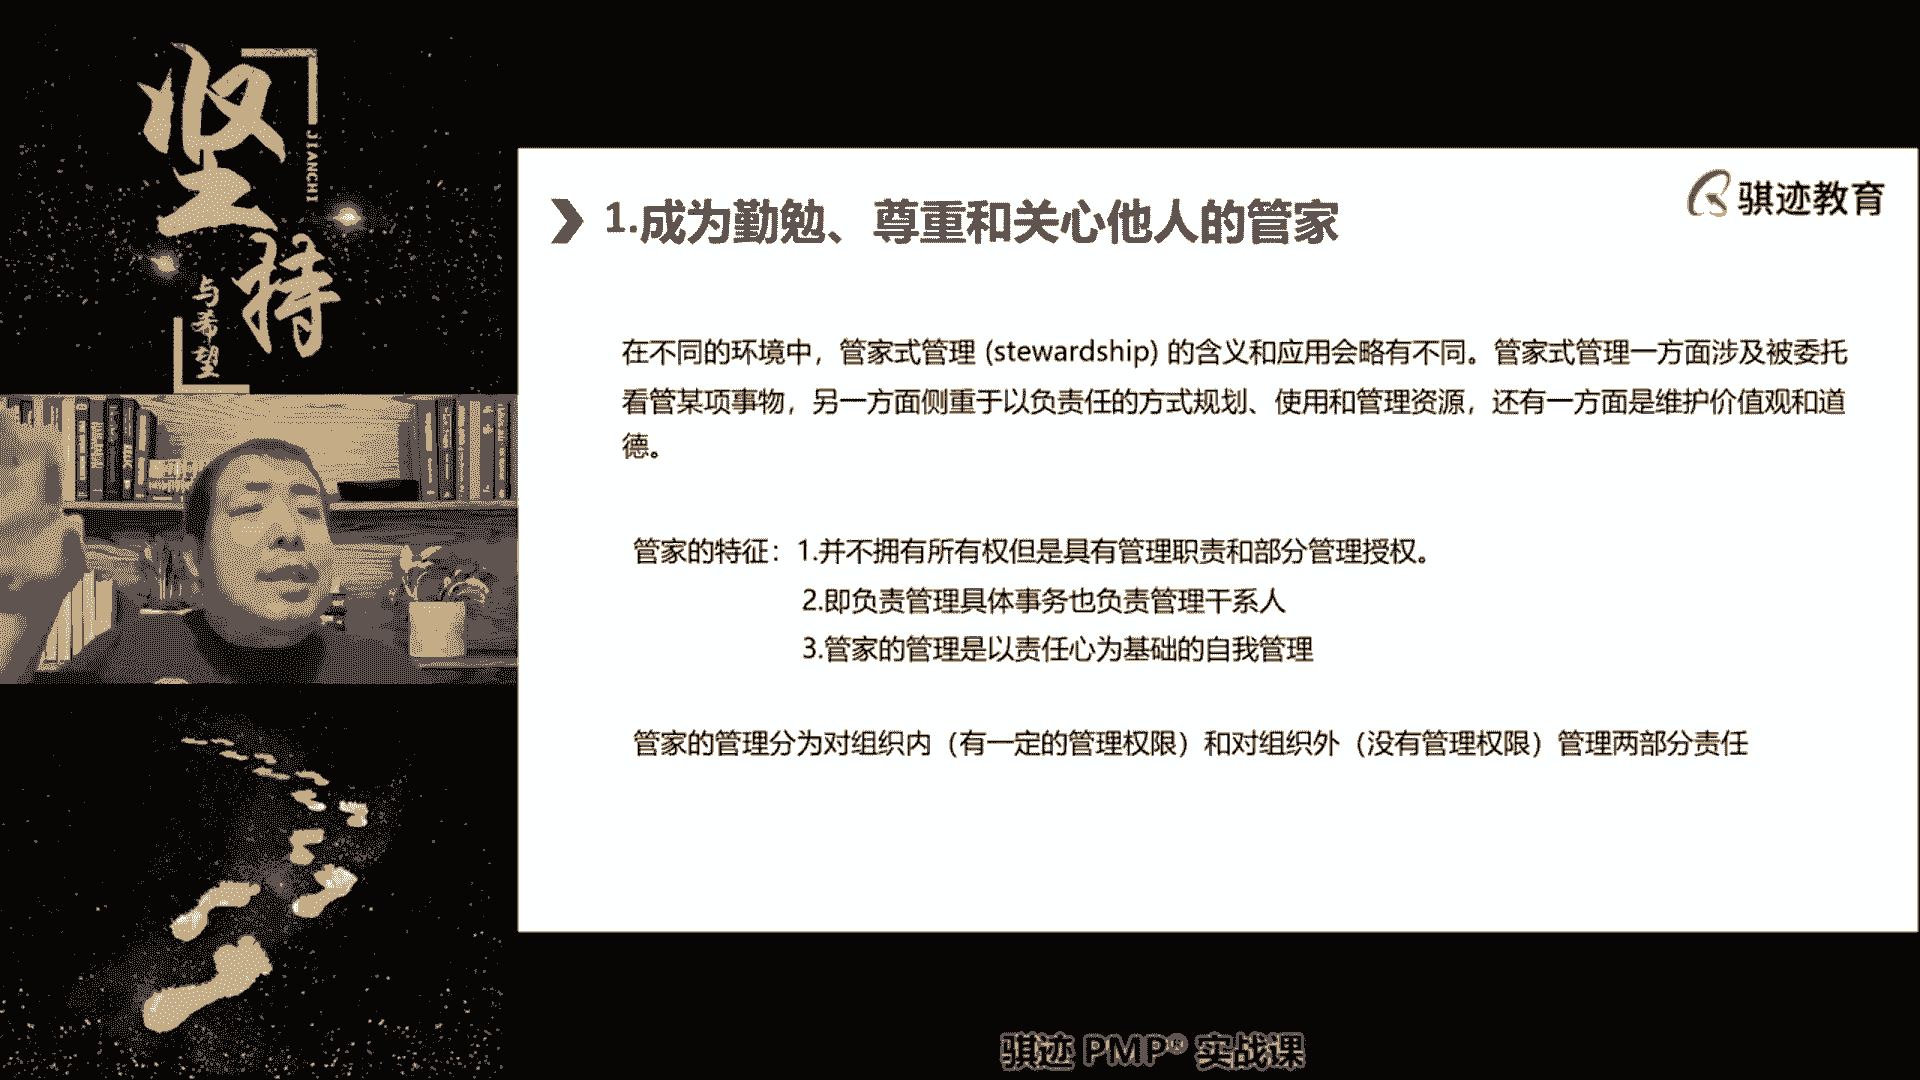 坚持
JIANCHI
与希望
骐迹教育
1.成为勤勉、尊重和关心他人的管家
在不同的环境中，管家式管理 (stewardship) 的含义和应用会略有不同。管家式管理一方面涉及被委托
看管某项事物，另一方面侧重于以负责任的方式规划、使用和管理资源，还有一方面是维护价值观和道
德。
管家的特征：1.并不拥有所有权但是具有管理职责和部分管理授权。
2.即负责管理具体事务也负责管理干系人
3.管家的管理是以责任心为基础的自我管理
管家的管理分为对组织内（有一定的管理权限）和对组织外（没有管理权限）管理两部分责任
骐迹 PMP® 实战课